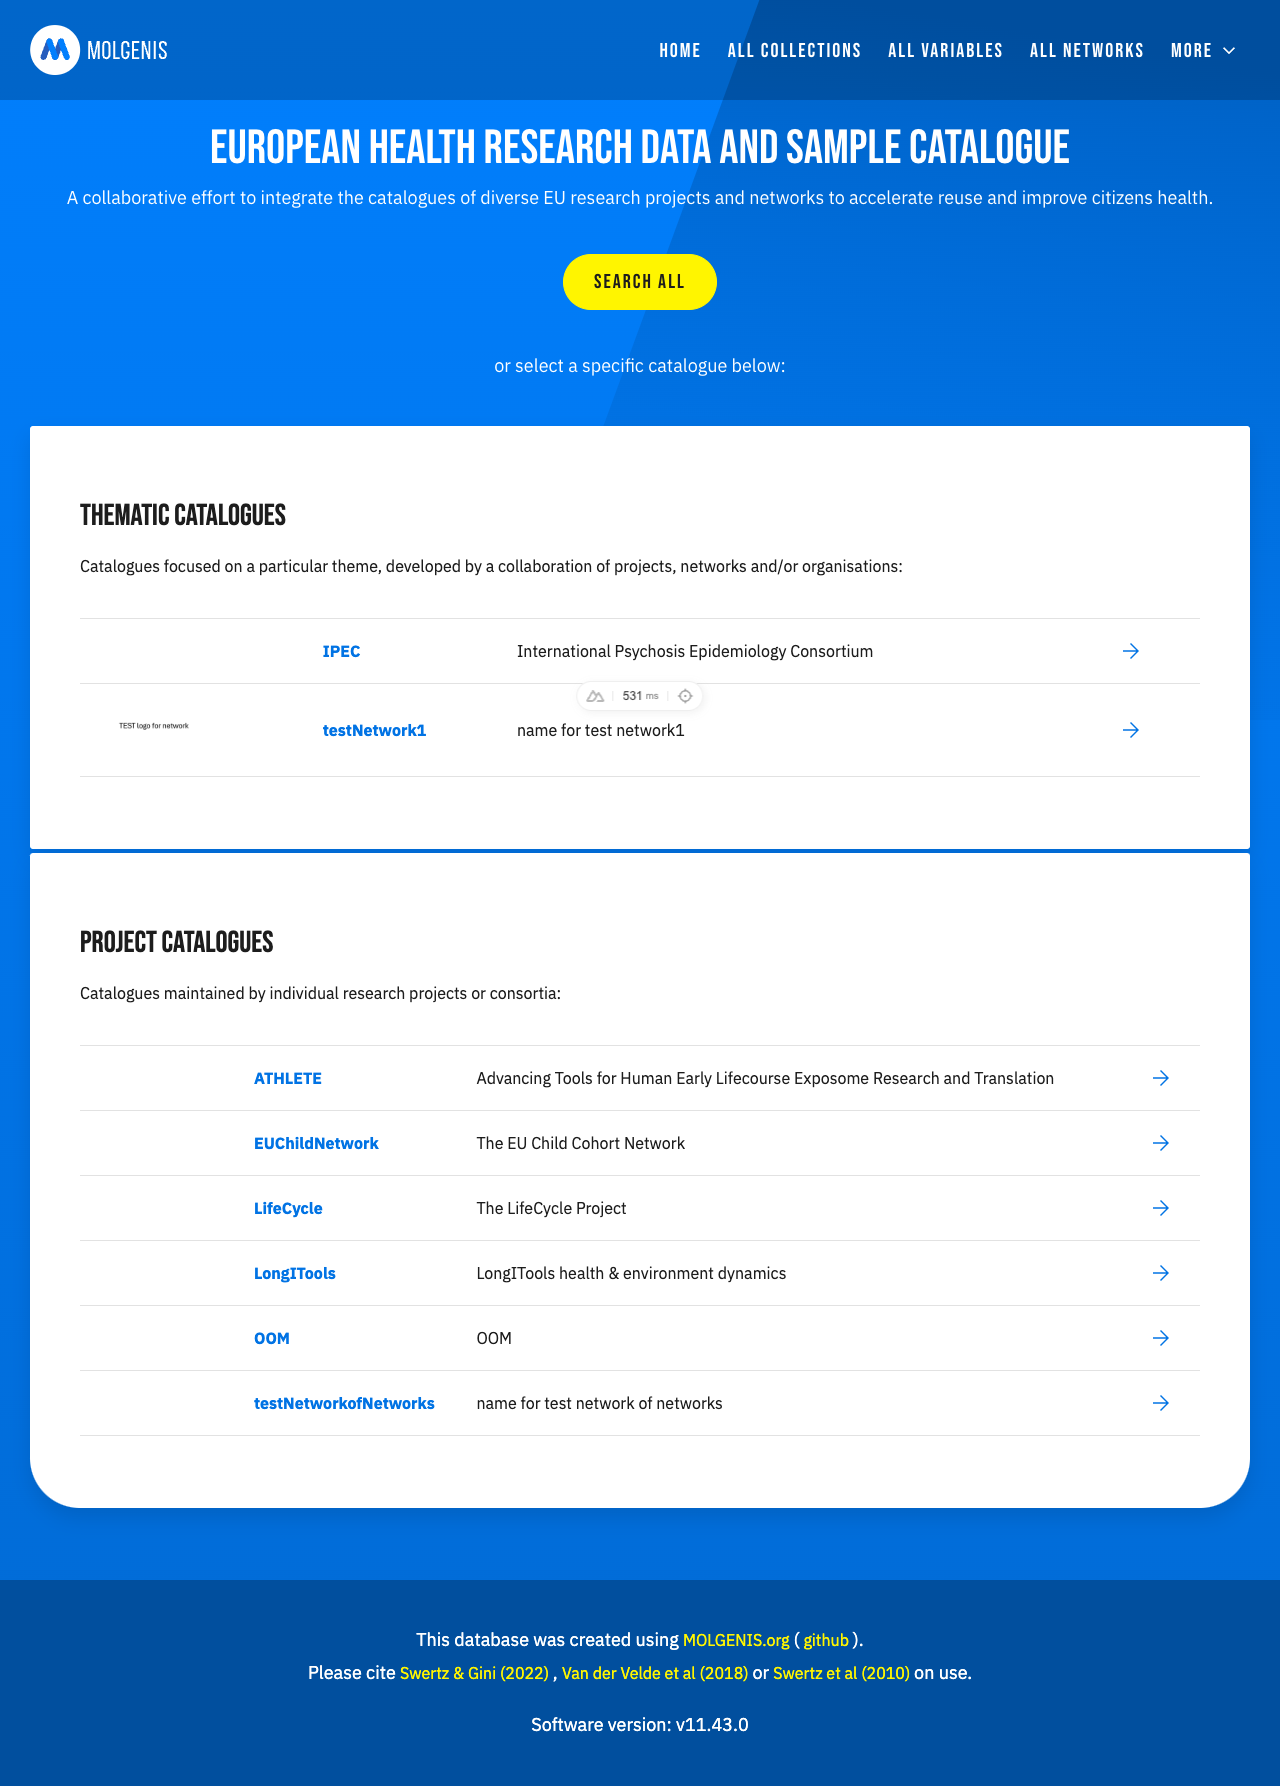 MOLGENIS
HOME ALL COLLECTIONS ALL VARIABLES ALL NETWORKS MORE
EUROPEAN HEALTH RESEARCH DATA AND SAMPLE CATALOGUE
A collaborative effort to integrate the catalogues of diverse EU research projects and networks to accelerate reuse and improve citizens health.
SEARCH ALL
or select a specific catalogue below:
THEMATIC CATALOGUES
Catalogues focused on a particular theme, developed by a collaboration of projects, networks and/or organisations:
IPEC International Psychosis Epidemiology Consortium
531 ms
TEST logo for network testNetwork1 name for test network1
PROJECT CATALOGUES
Catalogues maintained by individual research projects or consortia:
ATHLETE Advancing Tools for Human Early Lifecourse Exposome Research and Translation
EUChildNetwork The EU Child Cohort Network
LifeCycle The LifeCycle Project
LongITools LongITools health & environment dynamics
OOM OOM
testNetworkofNetworks name for test network of networks
This database was created using MOLGENIS.org ( github ).
Please cite Swertz & Gini (2022) , Van der Velde et al (2018) or Swertz et al (2010) on use.
Software version: v11.43.0